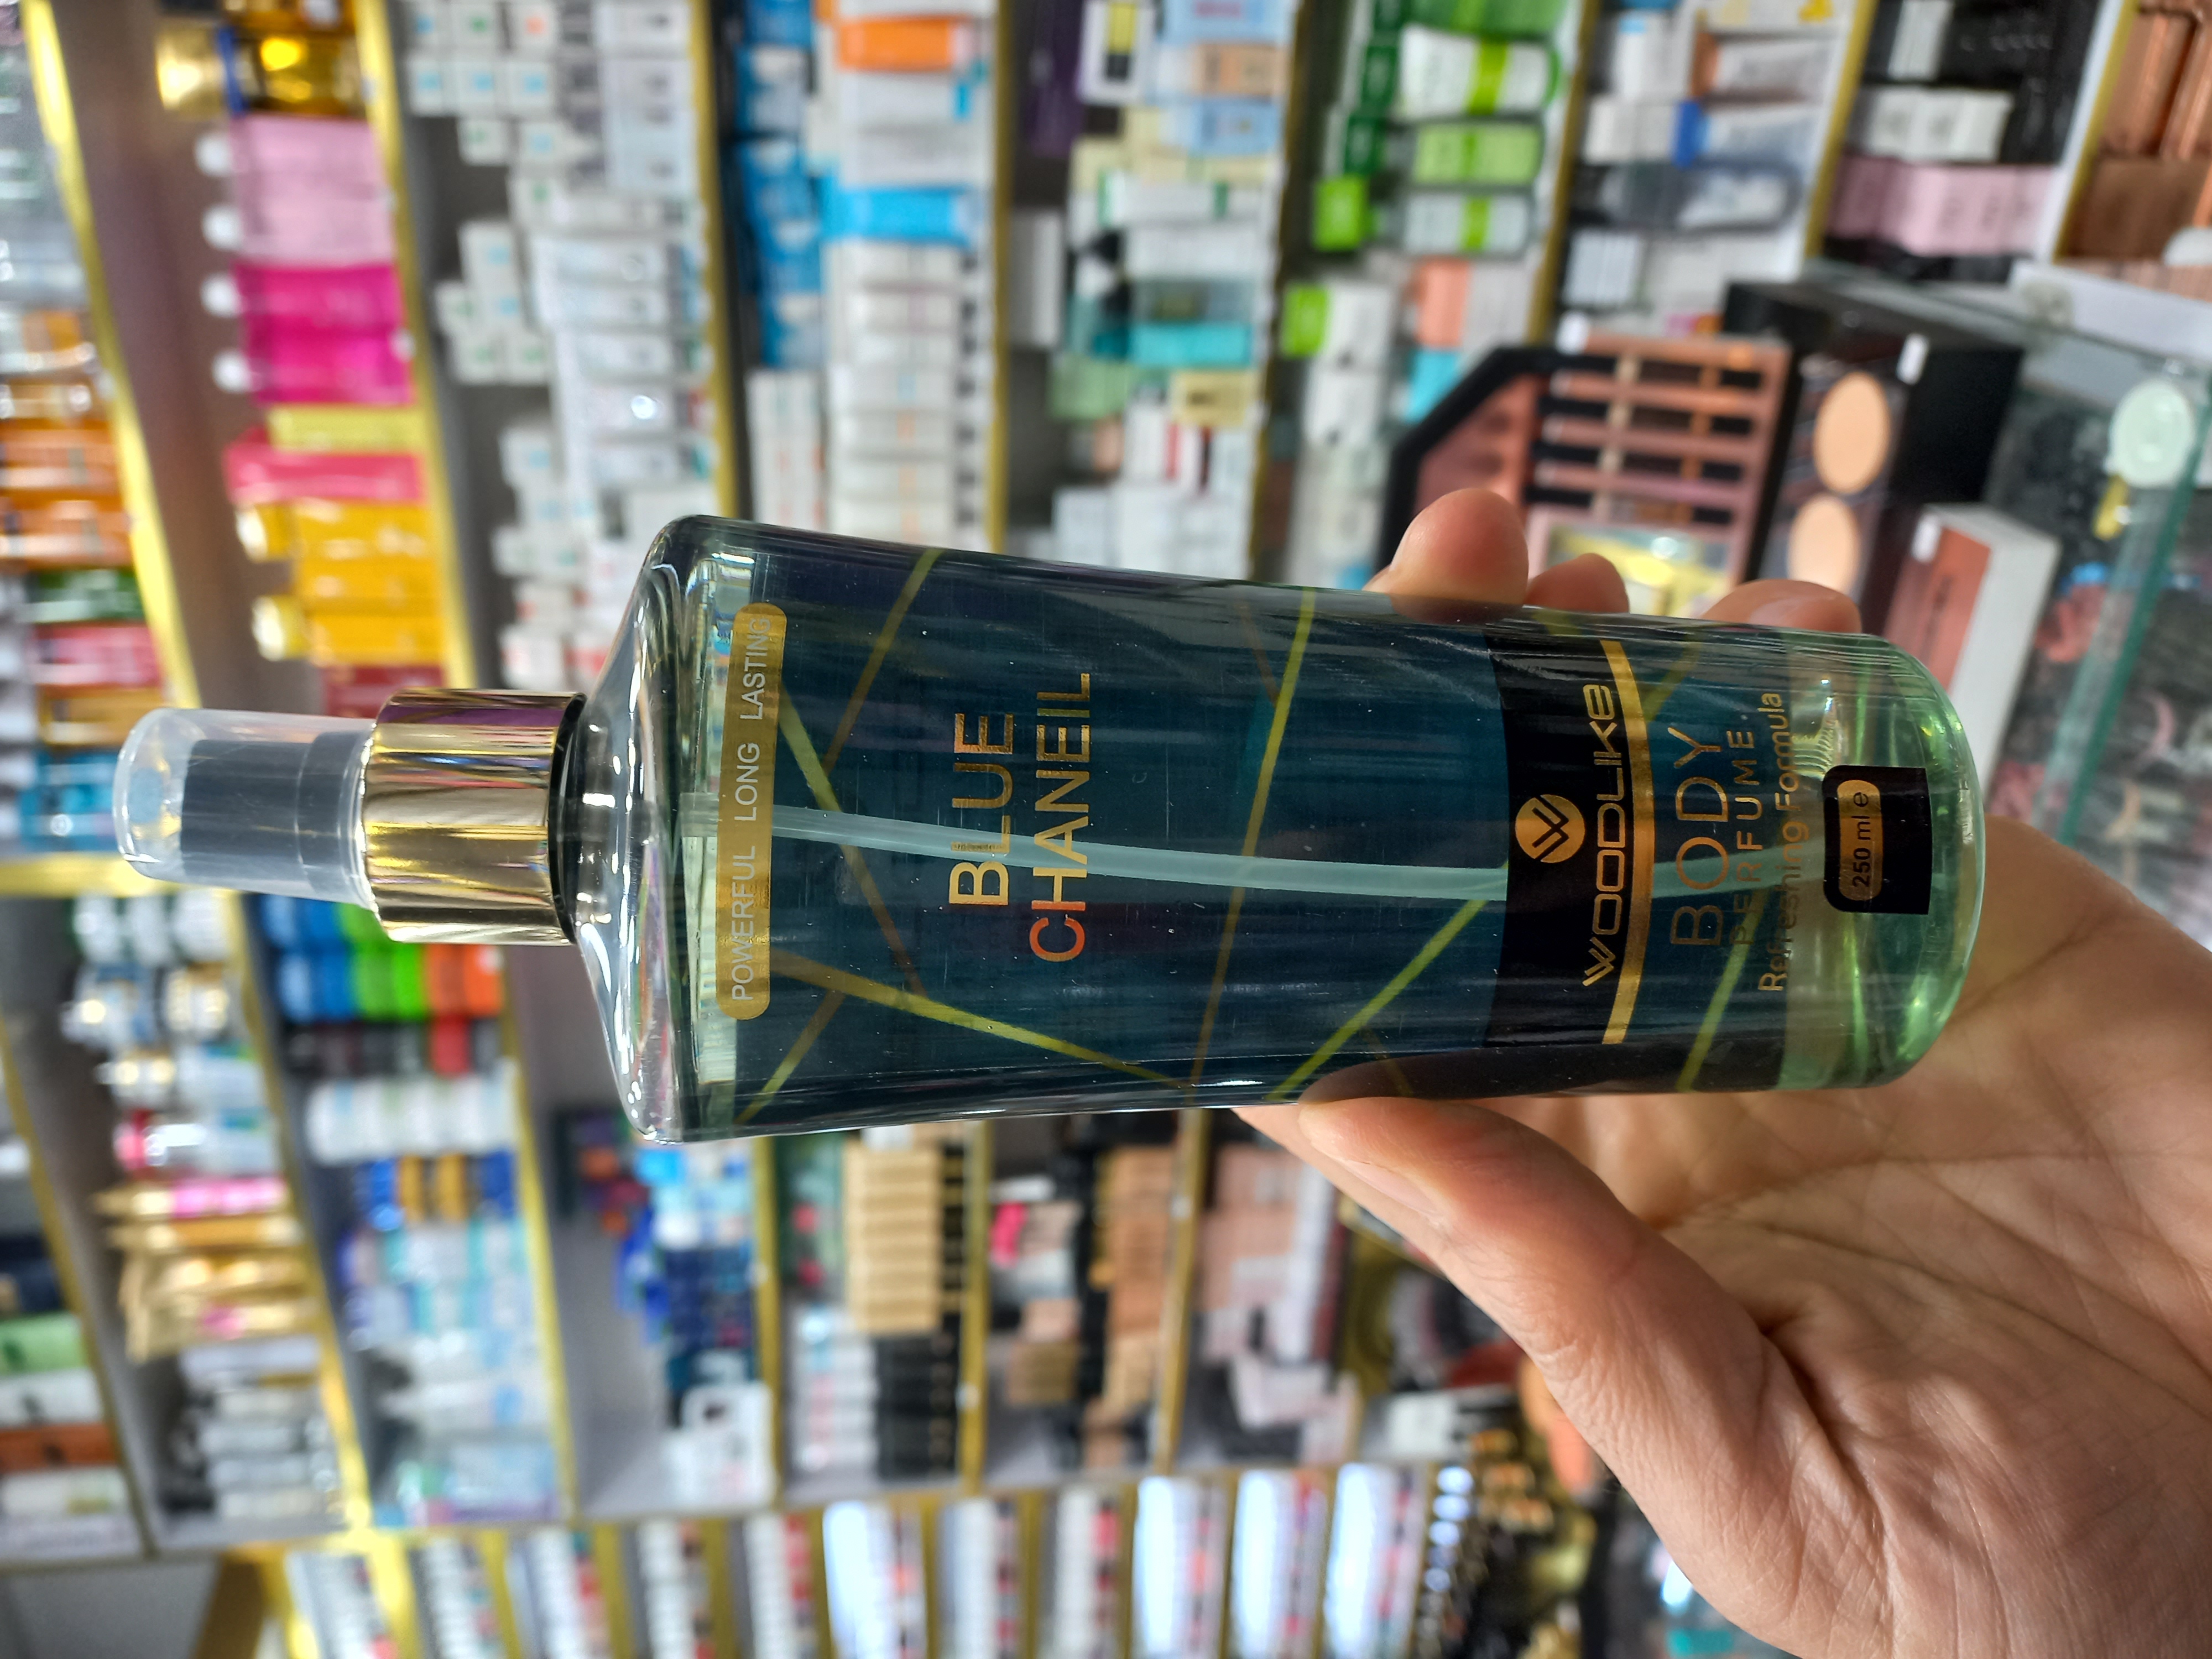 POWERFUL LONG LASTING
BLUE
CHANEIL
WOODLIKE
BODY
PERFUME.
Refreshing Formula
250 ml e